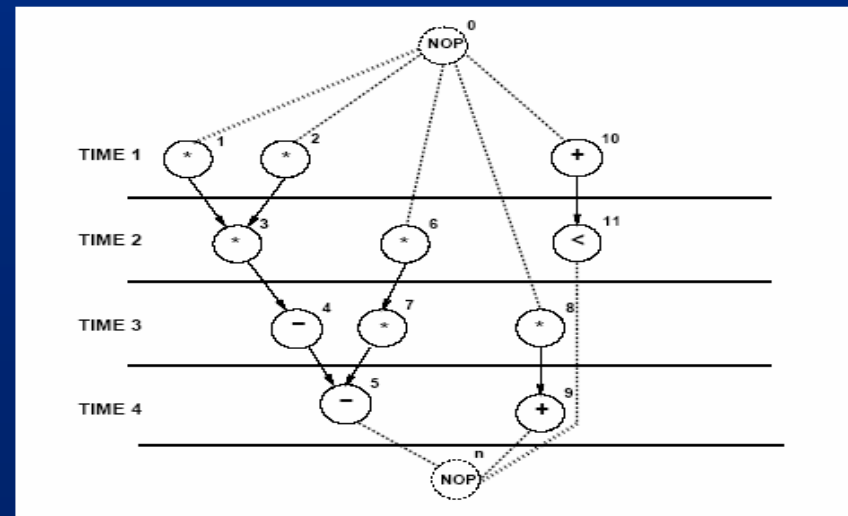 0
NOP
TIME 1
* 1
* 2
+ 10
TIME 2
* 3
* 6
< 11
TIME 3
- 4
* 7
* 8
TIME 4
- 5
+ 9
n
NOP